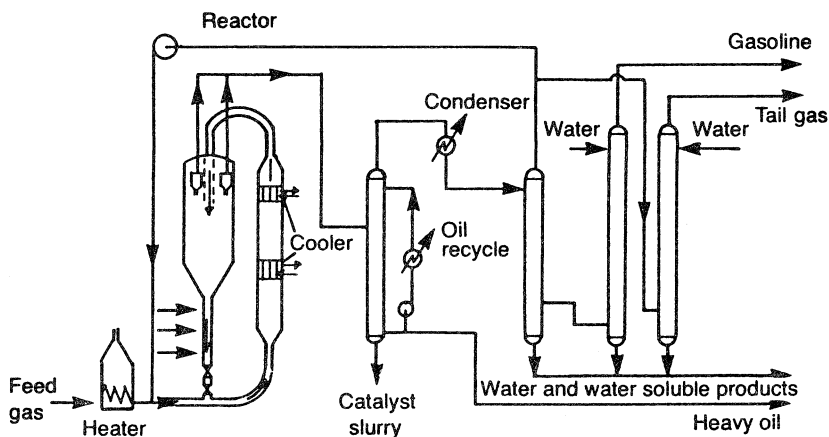 Reactor
Gasoline
Tail gas
Condenser
Water
Water
Cooler
Oil
recycle
Feed
gas
Heater
Catalyst
slurry
Water and water soluble products
Heavy oil